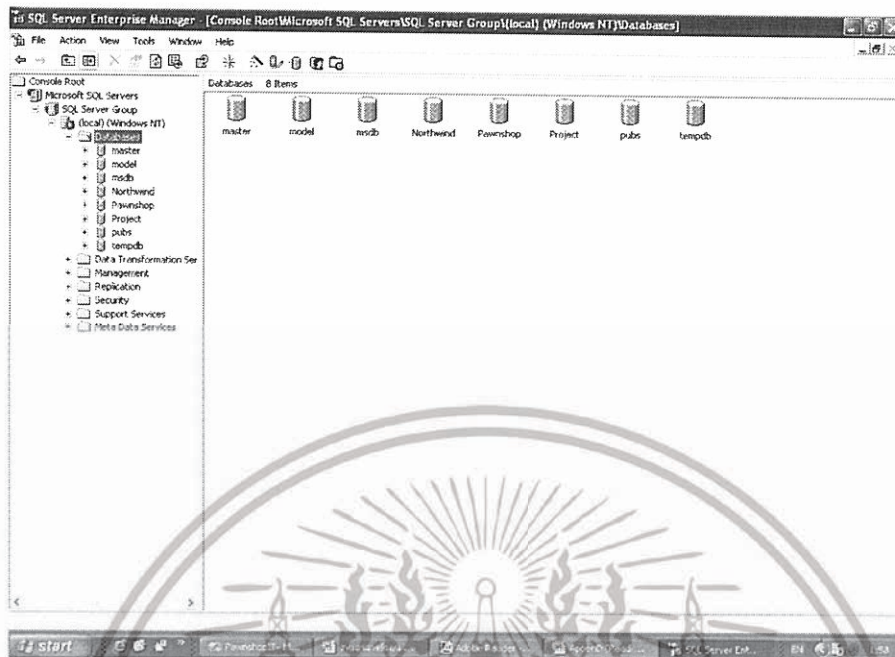 SQL Server Enterprise Manager - [Console Root\Microsoft SQL Servers\SQL Server Group\(local) (Windows NT)\Databases]
File Action View Tools Window Help
Console Root
Microsoft SQL Servers
SQL Server Group
(local) (Windows NT)
Databases
master
model
msdb
Northwind
Pawnshop
Project
pubs
tempdb
Data Transformation Ser
Management
Replication
Security
Support Services
Meta Data Services
Databases 8 Items
master model msdb Northwind Pawnshop Project pubs tempdb
start Adobe Reader SQL Server Ent... EN